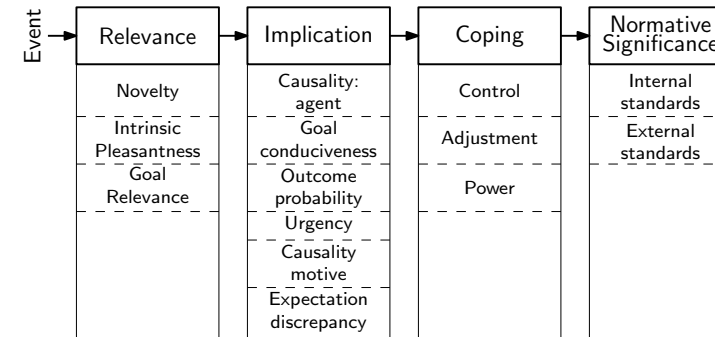 Event
Relevance
Implication
Coping
Normative
Significance
Novelty
Intrinsic
Pleasantness
Goal
Relevance
Causality:
agent
Goal
conduciveness
Outcome
probability
Urgency
Causality
motive
Expectation
discrepancy
Control
Adjustment
Power
Internal
standards
External
standards